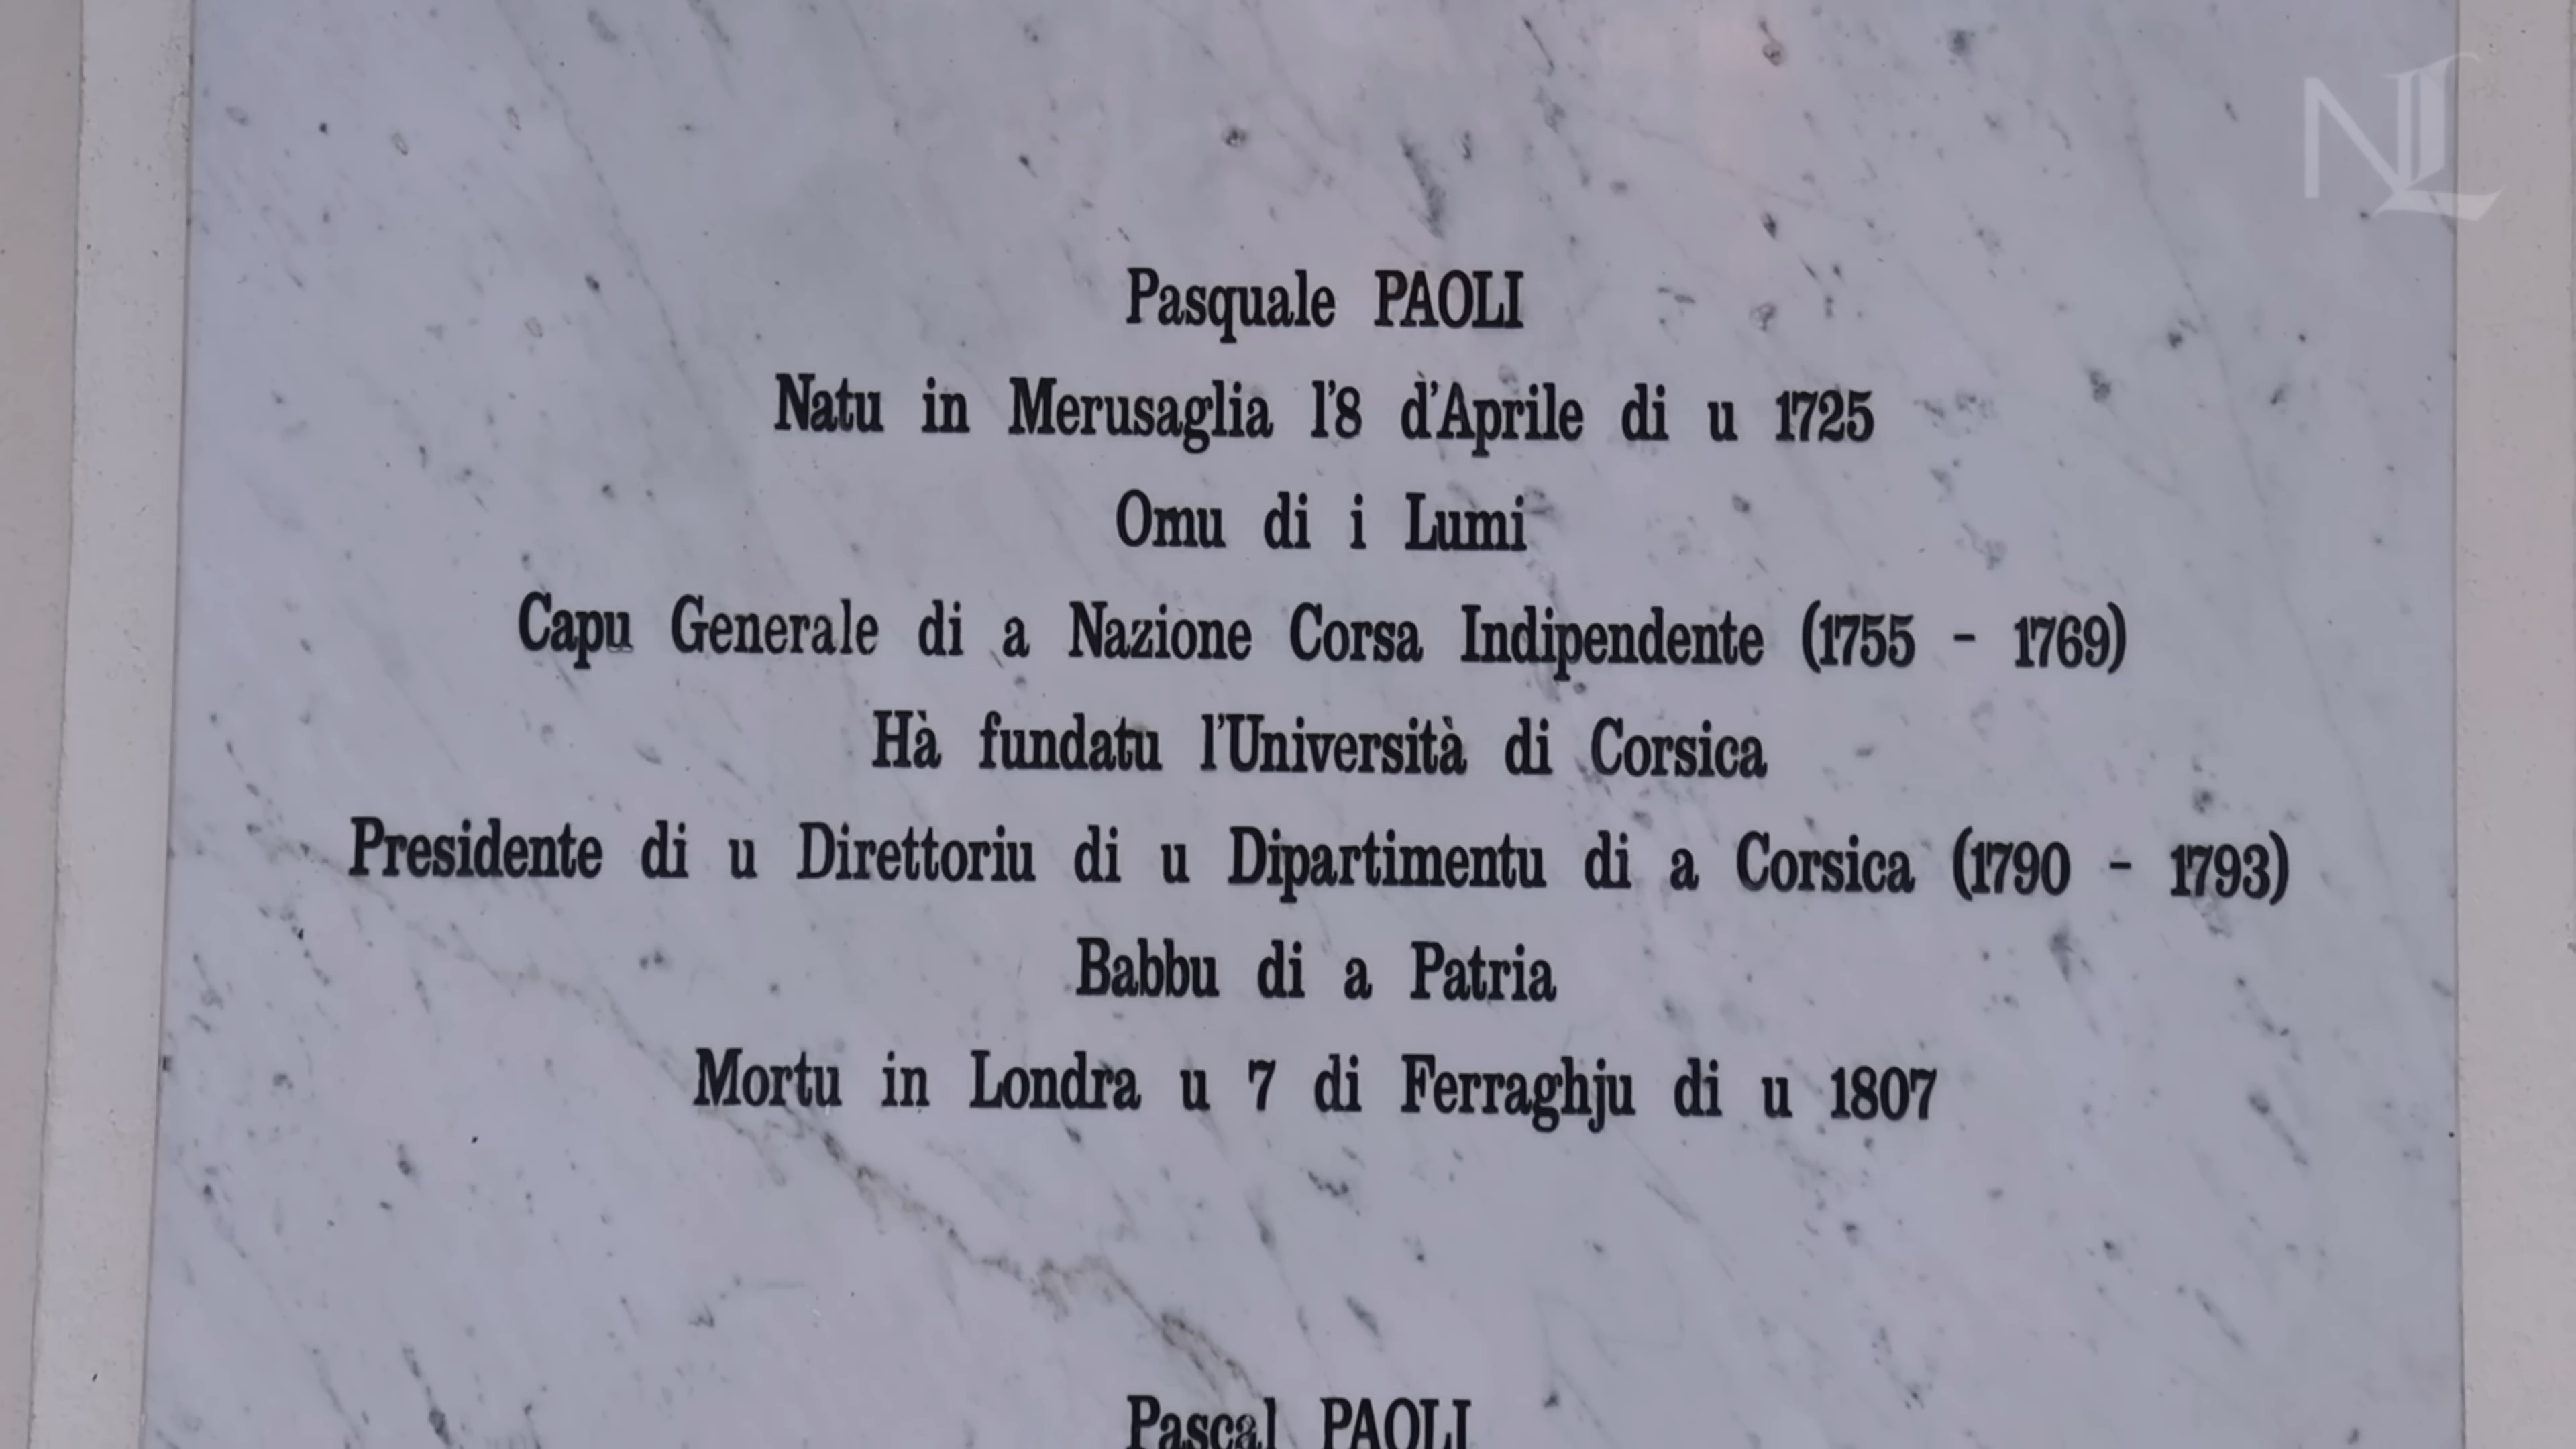 NL
Pasquale PAOLI
Natu in Merusaglia l'8 d'Aprile di u 1725
Omu di i Lumi
Capu Generale di a Nazione Corsa Indipendente (1755 - 1769)
Hà fundatu l'Università di Corsica
Presidente di u Direttoriu di u Dipartimentu di a Corsica (1790 - 1793)
Babbu di a Patria
Mortu in Londra u 7 di Ferraghju di u 1807
Pascal PAOLI